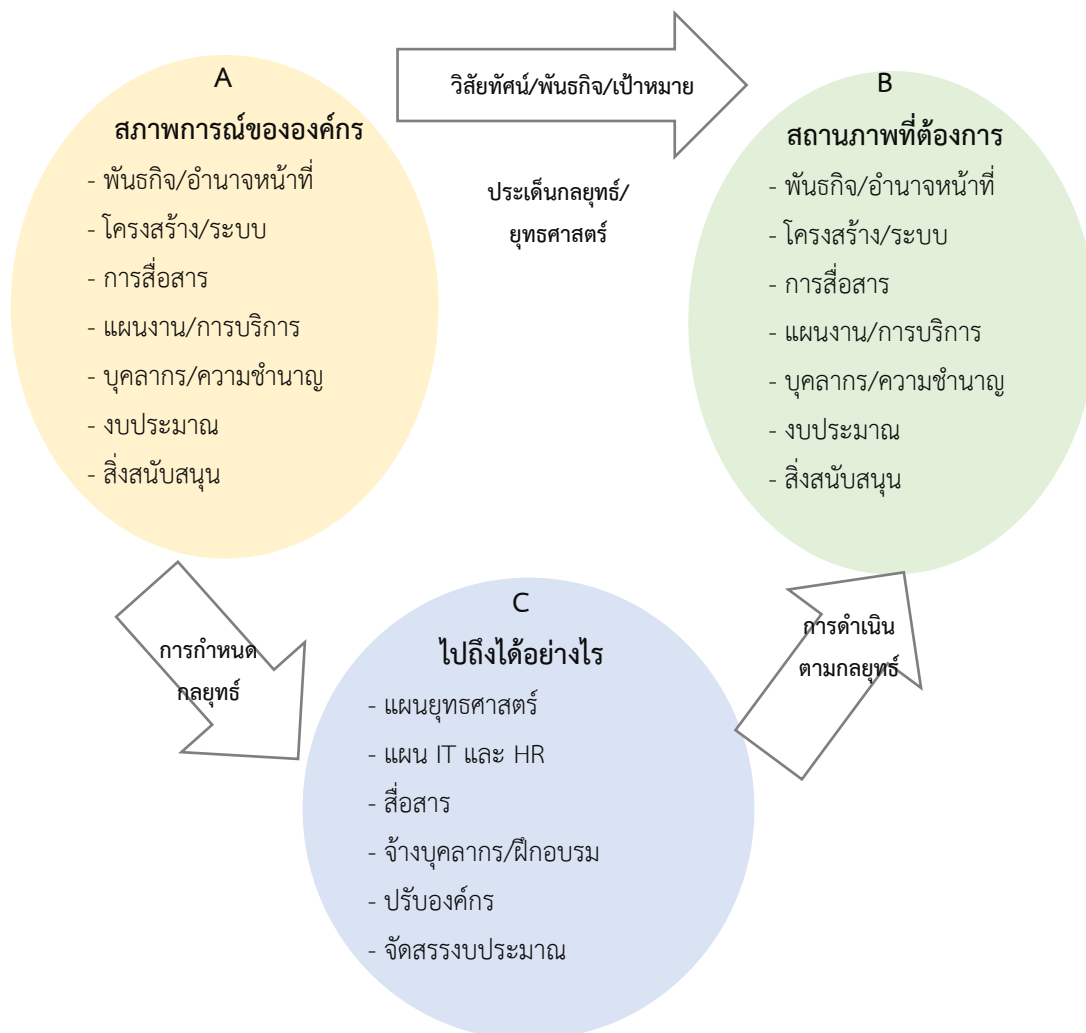 A
สภาพการณ์ขององค์กร
- พันธกิจ/อำนาจหน้าที่
- โครงสร้าง/ระบบ
- การสื่อสาร
- แผนงาน/การบริการ
- บุคลากร/ความชำนาญ
- งบประมาณ
- สิ่งสนับสนุน
วิสัยทัศน์/พันธกิจ/เป้าหมาย
ประเด็นกลยุทธ์/
ยุทธศาสตร์
B
สถานภาพที่ต้องการ
- พันธกิจ/อำนาจหน้าที่
- โครงสร้าง/ระบบ
- การสื่อสาร
- แผนงาน/การบริการ
- บุคลากร/ความชำนาญ
- งบประมาณ
- สิ่งสนับสนุน
การกำหนด
กลยุทธ์
C
ไปถึงได้อย่างไร
- แผนยุทธศาสตร์
- แผน IT และ HR
- สื่อสาร
- จ้างบุคลากร/ฝึกอบรม
- ปรับองค์กร
- จัดสรรงบประมาณ
การดำเนิน
ตามกลยุทธ์